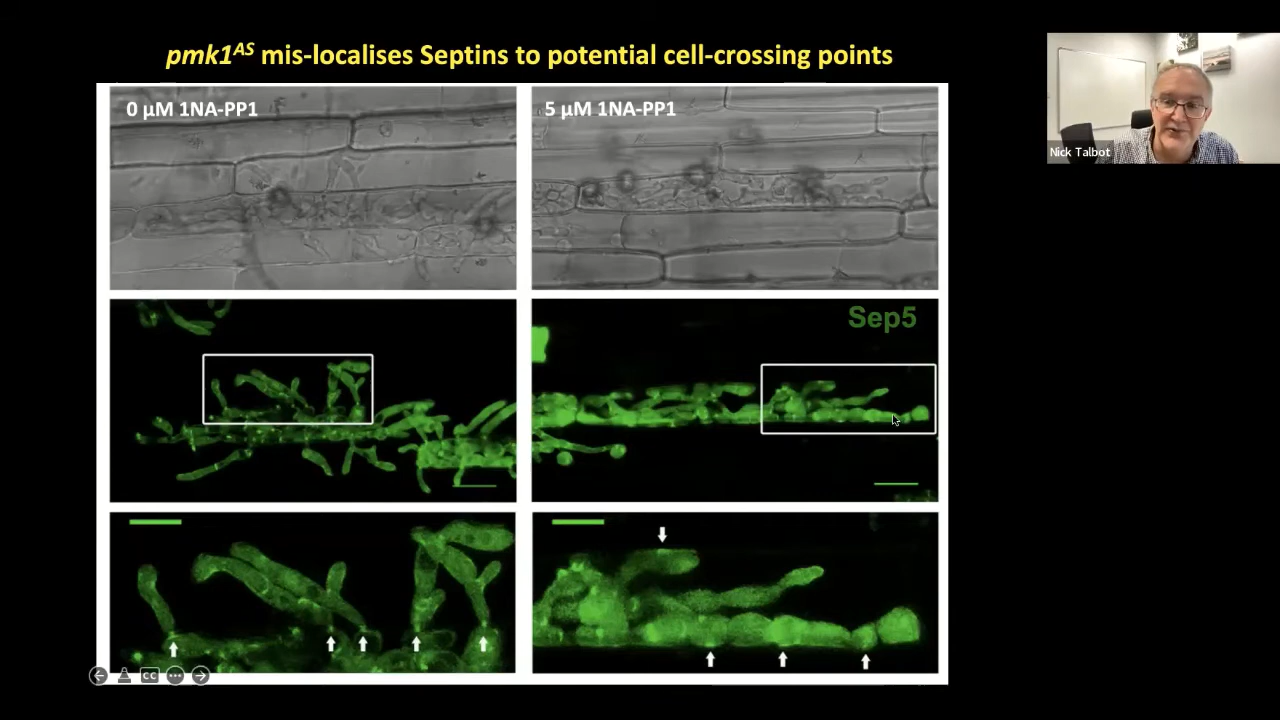 pmk1ᴬˢ mis-localises Septins to potential cell-crossing points
0 µM 1NA-PP1
5 µM 1NA-PP1
Nick Talbot
Sep5
CC